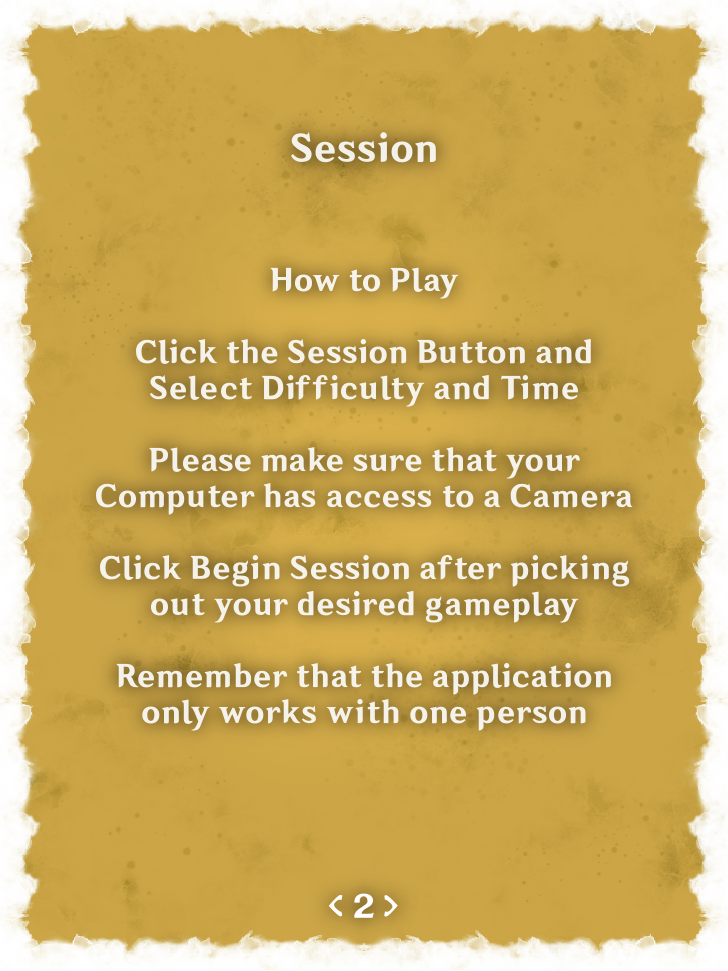 Session
How to Play
Click the Session Button and
Select Difficulty and Time
Please make sure that your
Computer has access to a Camera
Click Begin Session after picking
out your desired gameplay
Remember that the application
only works with one person
< 2 >